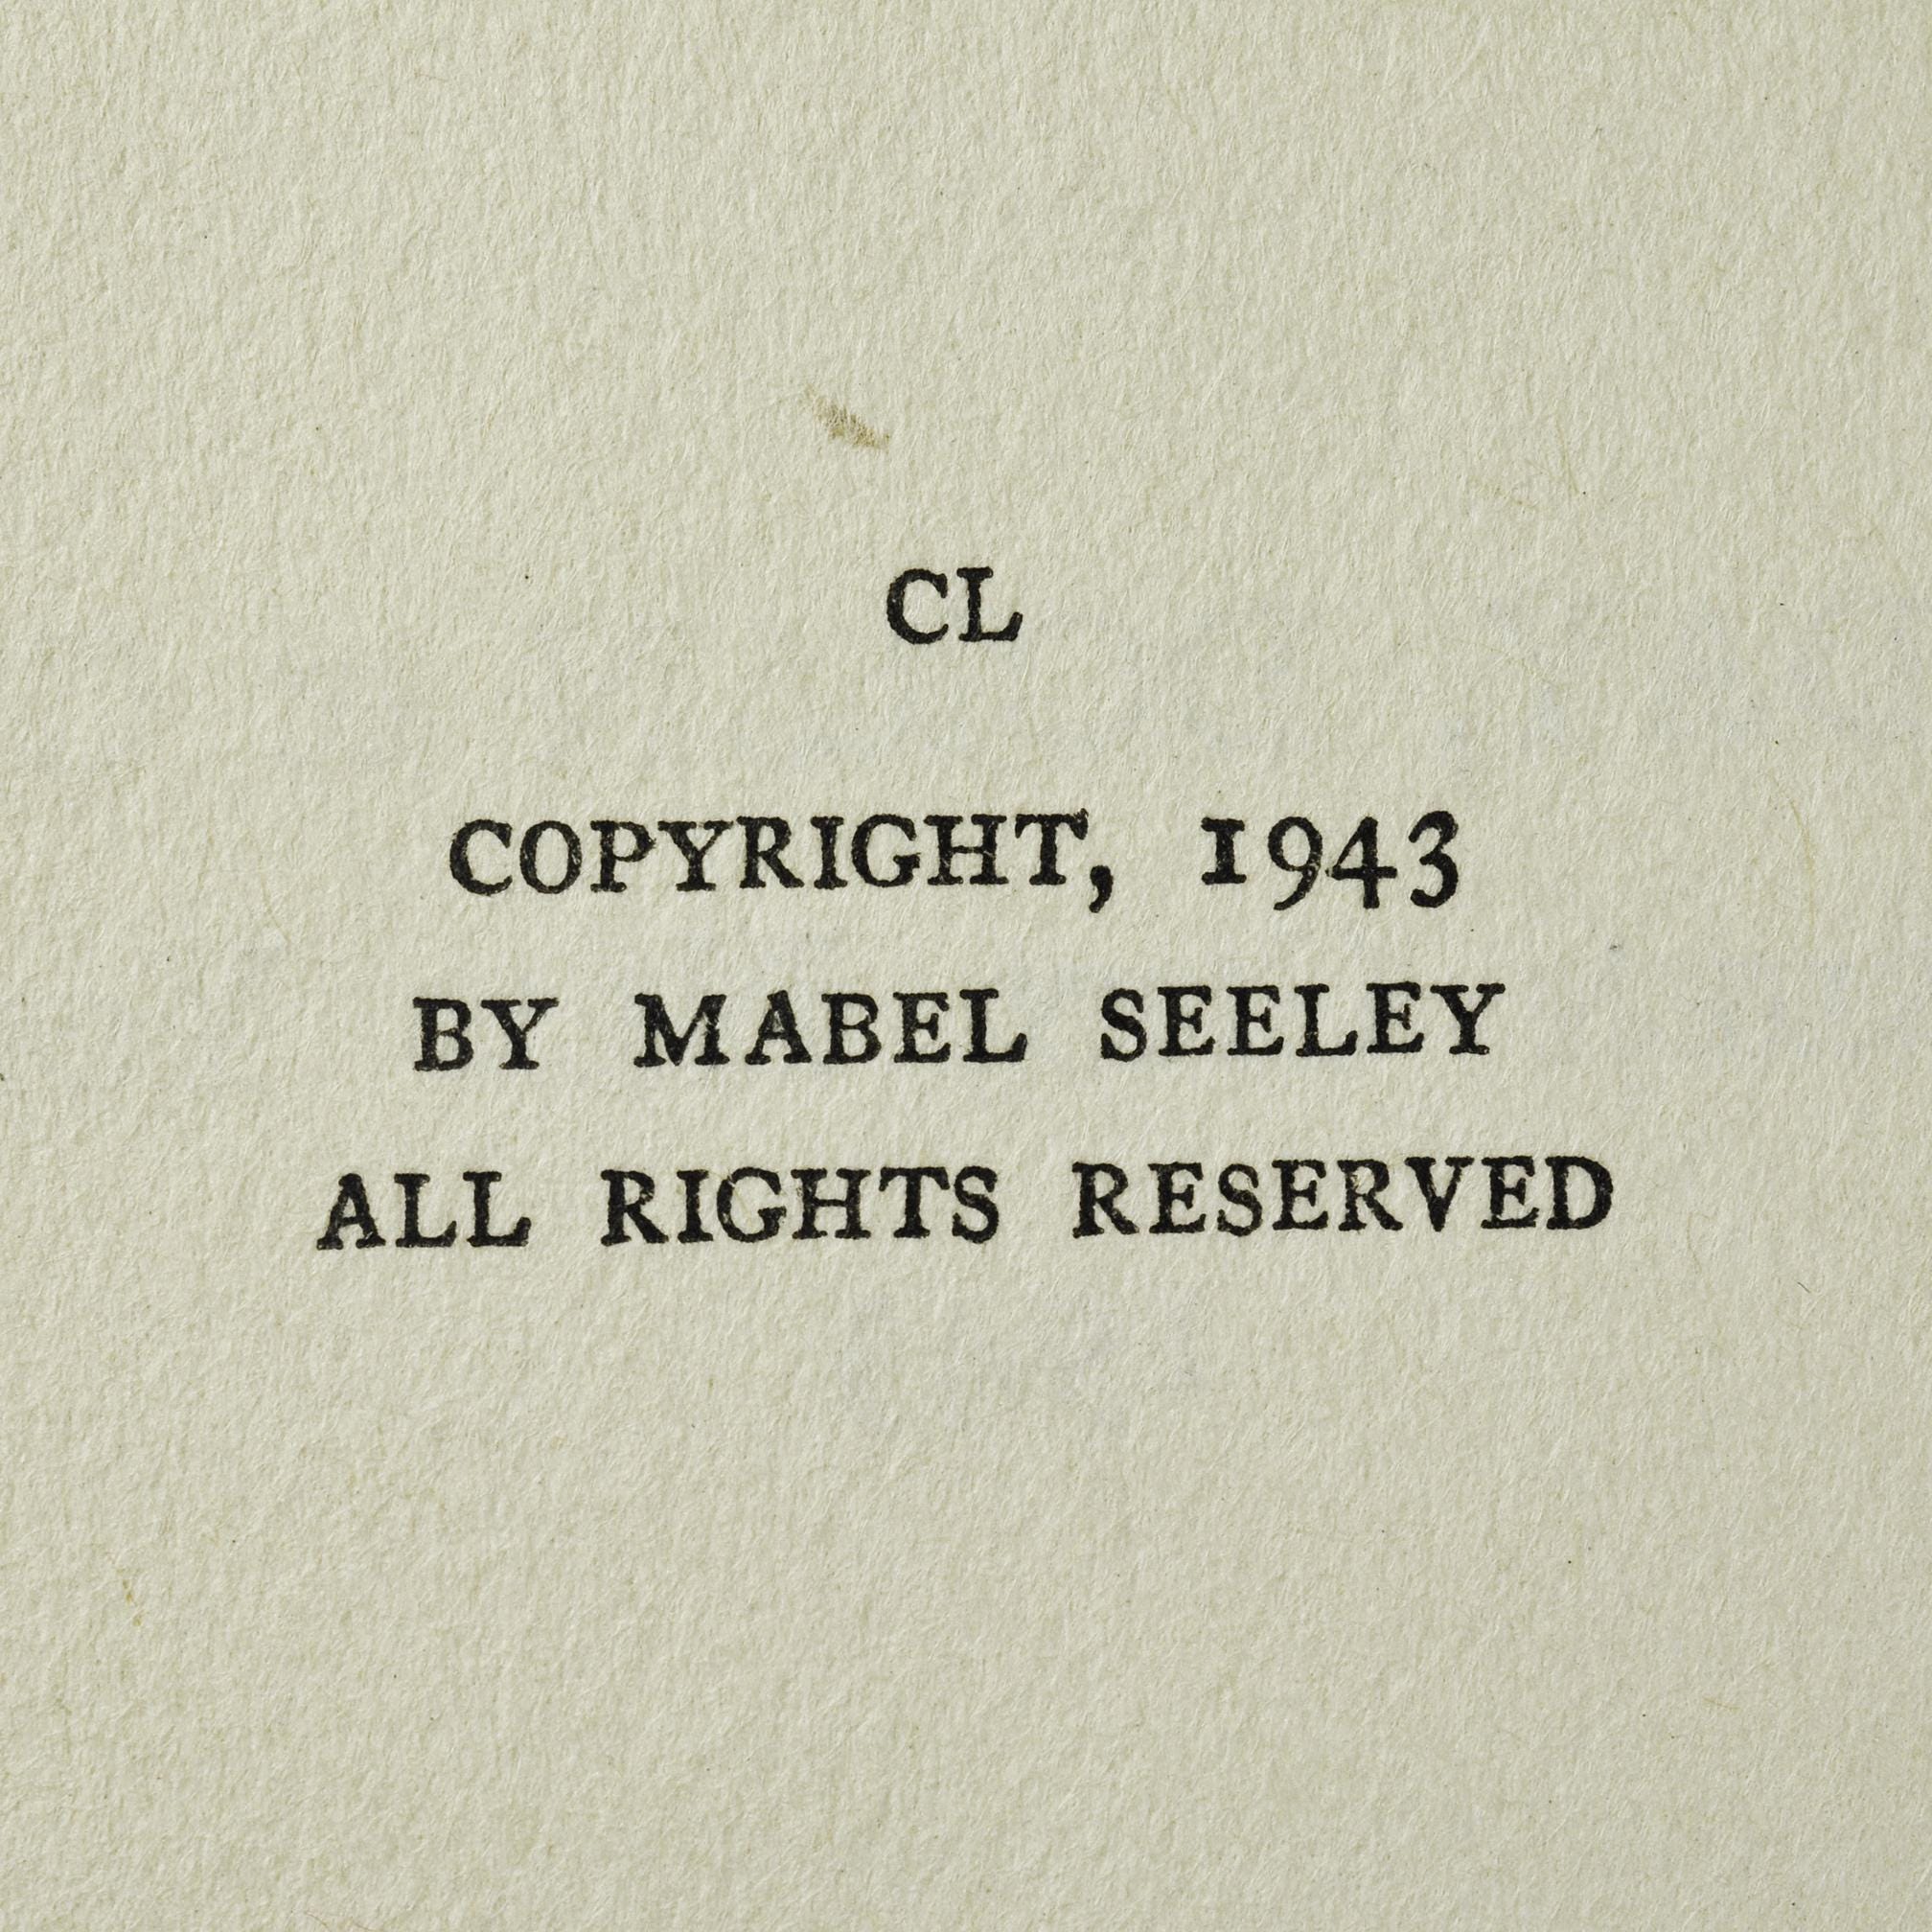 CL
COPYRIGHT, 1943
BY MABEL SEELEY
ALL RIGHTS RESERVED